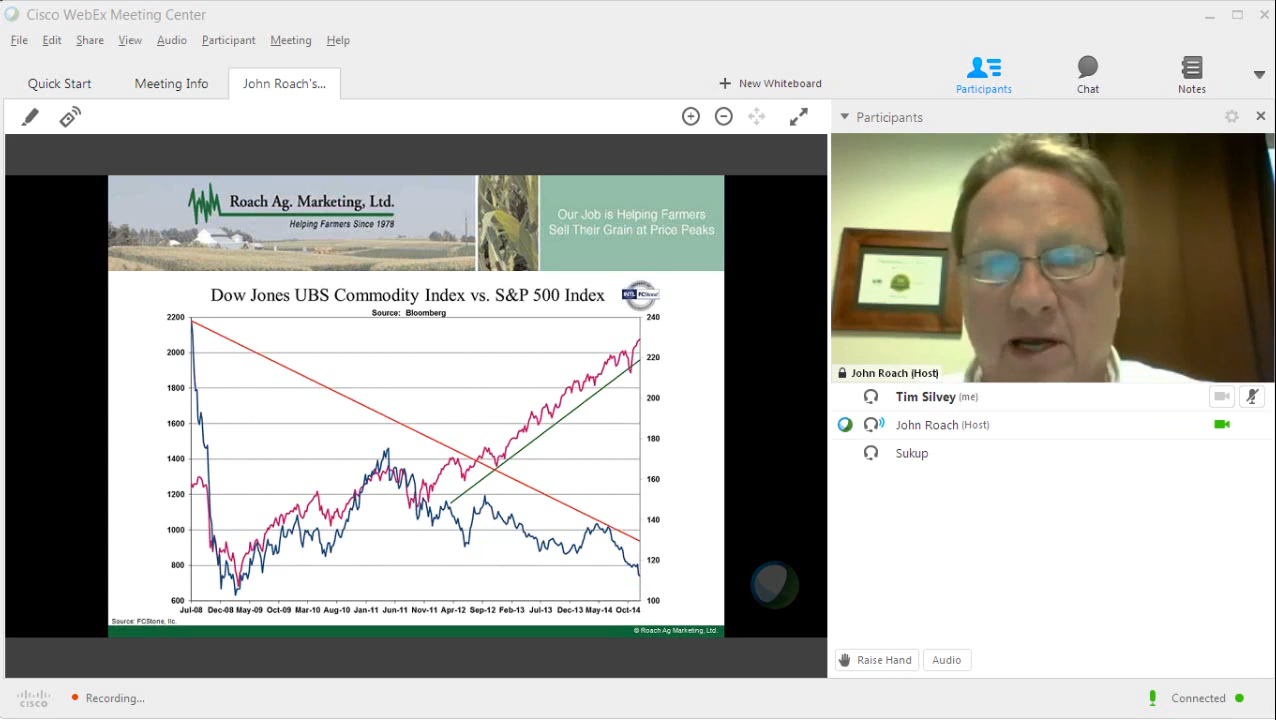 Cisco WebEx Meeting Center
File Edit Share View Audio Participant Meeting Help
Quick Start Meeting Info John Roach's... + New Whiteboard
Participants Chat Notes
Participants
Roach Ag. Marketing, Ltd.
Helping Farmers Since 1978
Our Job is Helping Farmers
Sell Their Grain at Price Peaks
Dow Jones UBS Commodity Index vs. S&P 500 Index
INTL FCStone
Source: Bloomberg
2200 240
2000 220
1800 200
1600 180
1400 160
1200 140
1000 120
800 100
600
Jul-08 Dec-08 May-09 Oct-09 Mar-10 Aug-10 Jan-11 Jun-11 Nov-11 Apr-12 Sep-12 Feb-13 Jul-13 Dec-13 May-14 Oct-14
Source: FCStone, llc.
© Roach Ag Marketing, Ltd.
John Roach (Host)
Tim Silvey (me)
John Roach (Host)
Sukup
Raise Hand Audio
CISCO Recording... Connected